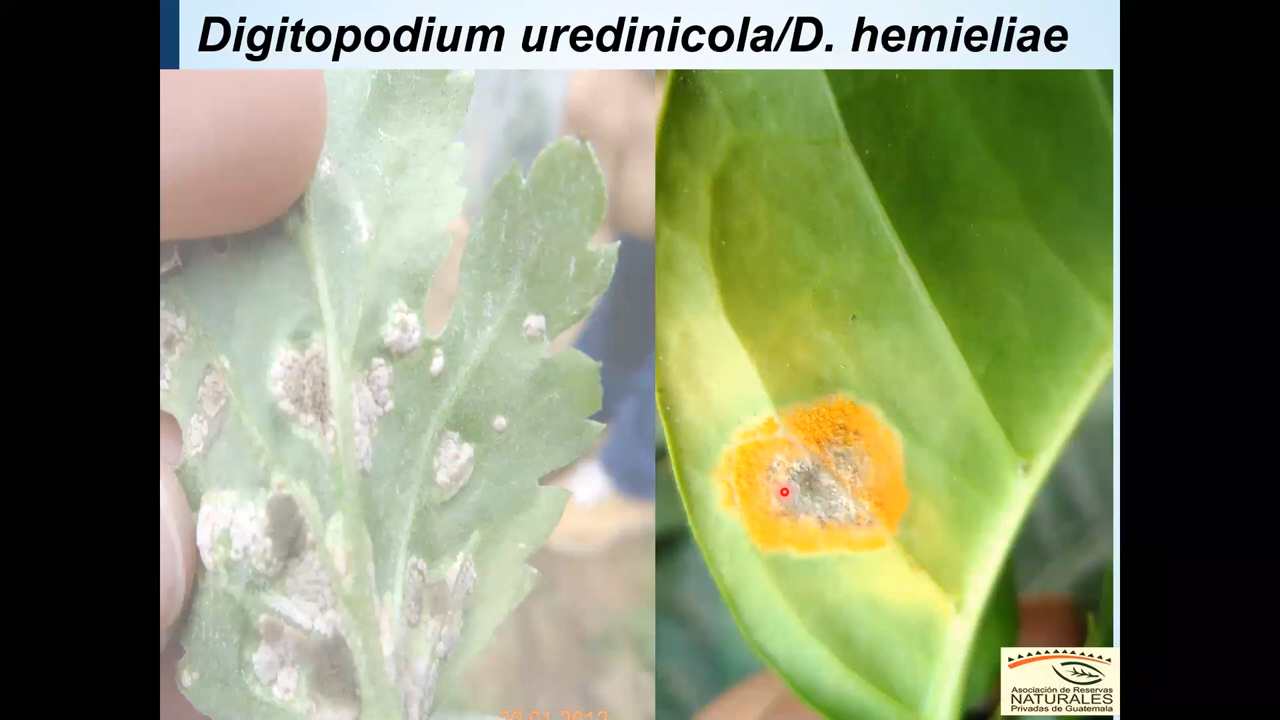 Digitopodium uredinicola/D. hemieliae
Asociación de Reservas
NATURALES
Privadas de Guatemala